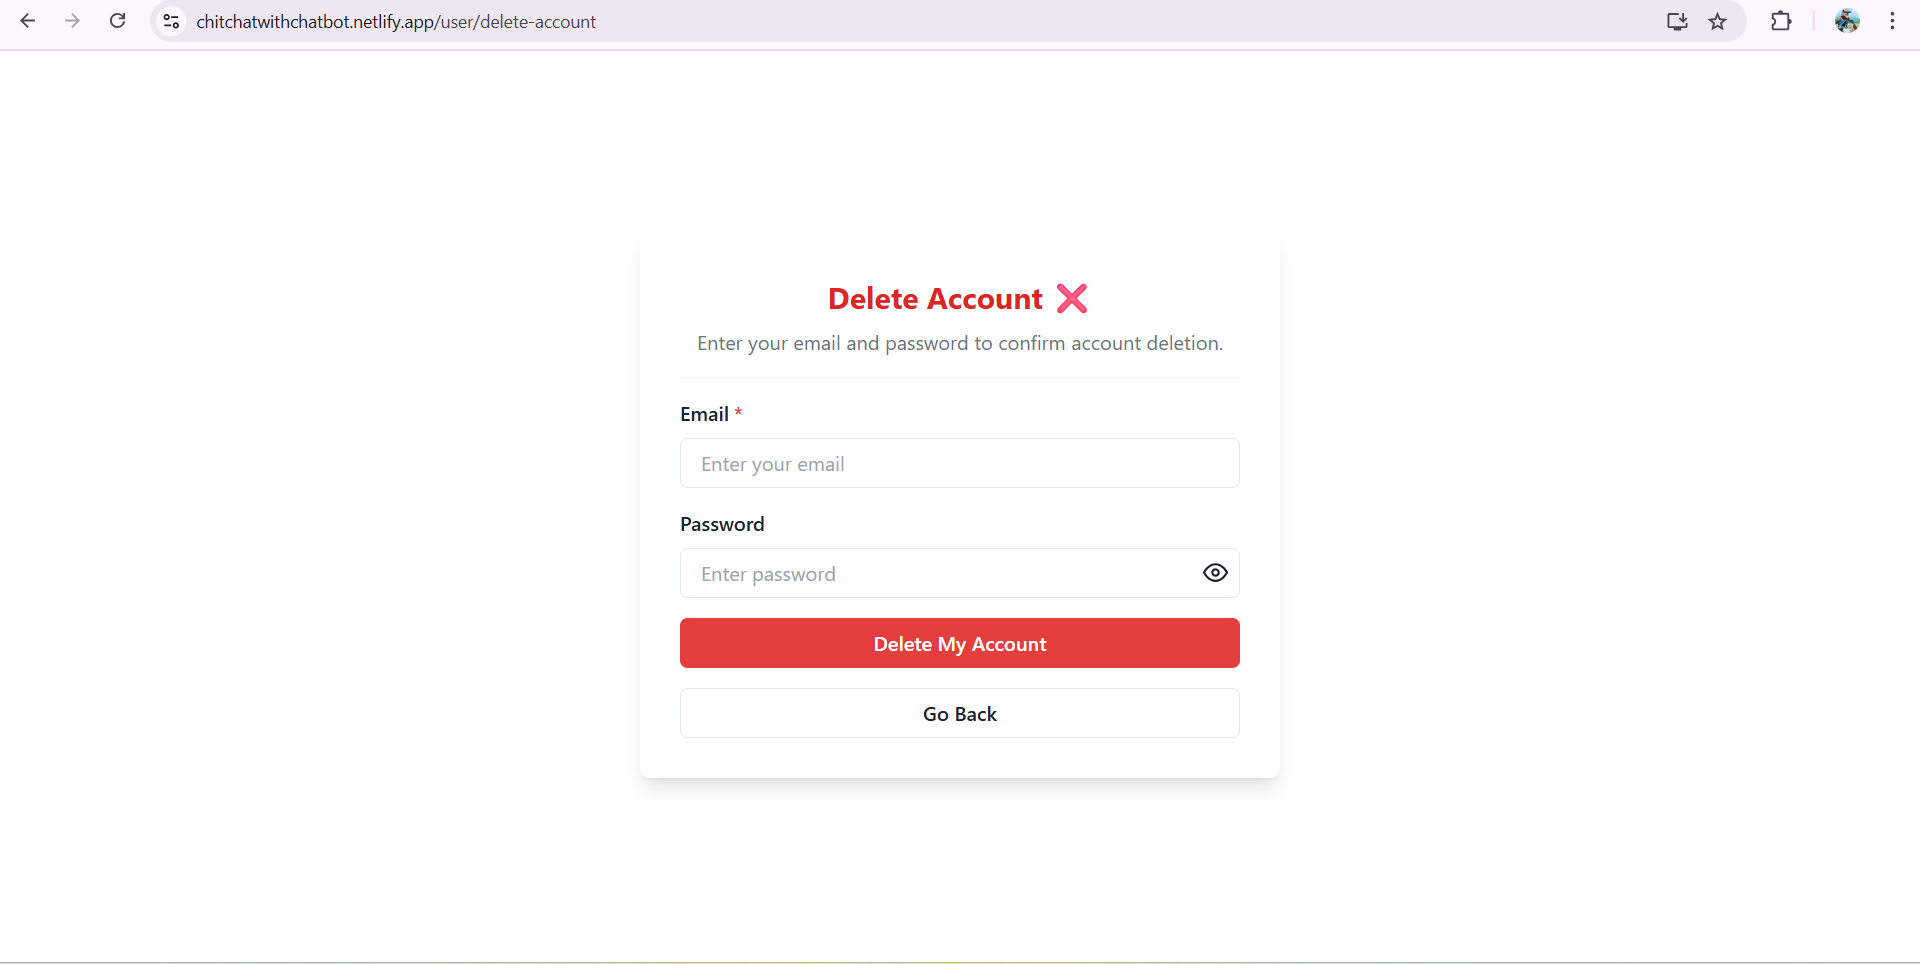 chitchatwithchatbot.netlify.app/user/delete-account
Delete Account ❌
Enter your email and password to confirm account deletion.
Email *
Enter your email
Password
Enter password
Delete My Account
Go Back